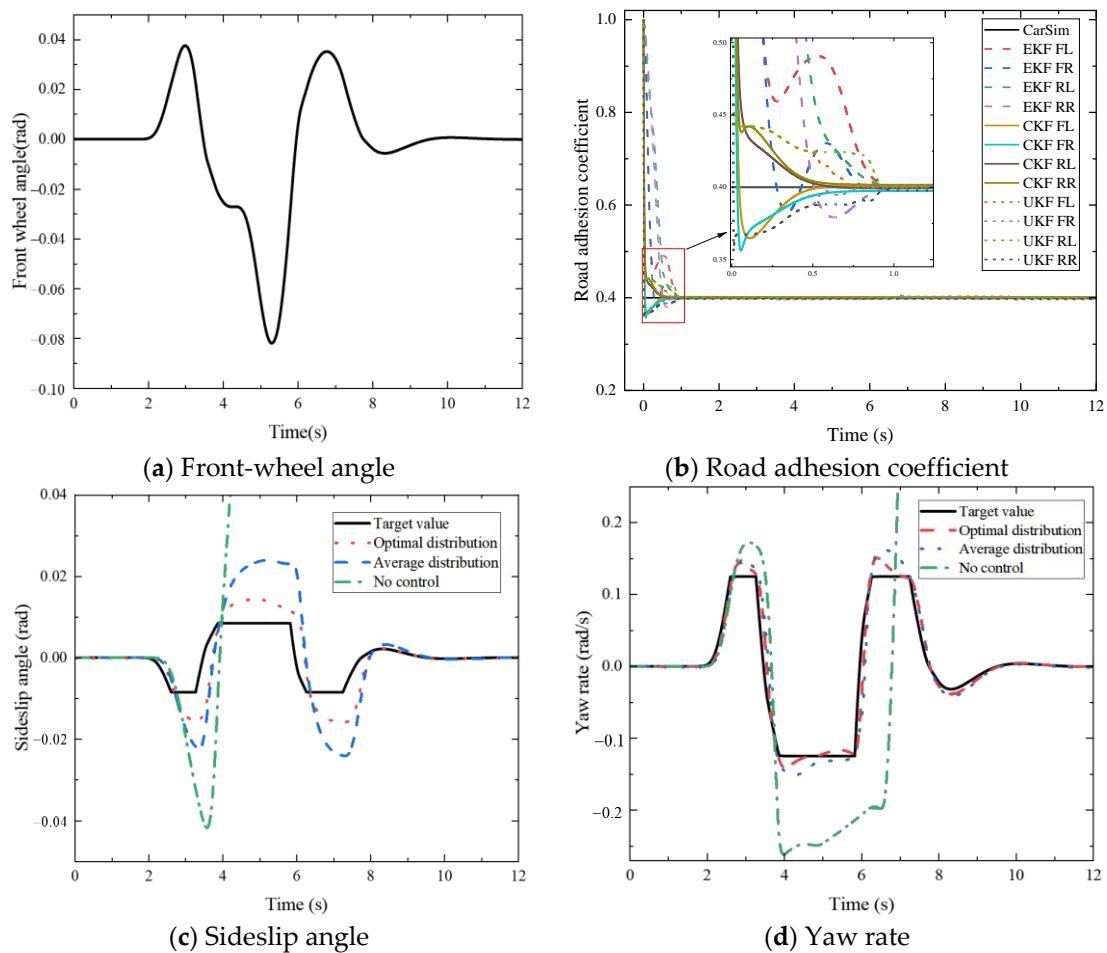 0.04
0.02
0.00
−0.02
−0.04
−0.06
−0.08
−0.10
Front wheel angle(rad)
0 2 4 6 8 10 12
Time(s)
(a) Front-wheel angle
1.0
0.8
0.6
0.4
0.2
Road adhesion coefficient
0.50
0.45
0.40
0.35
0.0 0.5 1.0
CarSim
EKF FL
EKF FR
EKF RL
EKF RR
CKF FL
CKF FR
CKF RL
CKF RR
UKF FL
UKF FR
UKF RL
UKF RR
0 1 2 3 4 5 6 7 8 9 10 11 12
Time (s)
(b) Road adhesion coefficient
0.04
0.02
0.00
−0.02
−0.04
Sideslip angle (rad)
Target value
Optimal distribution
Average distribution
No control
0 2 4 6 8 10 12
Time (s)
(c) Sideslip angle
0.2
0.1
0.0
−0.1
−0.2
Yaw rate (rad/s)
Target value
Optimal distribution
Average distribution
No control
0 2 4 6 8 10 12
Time (s)
(d) Yaw rate